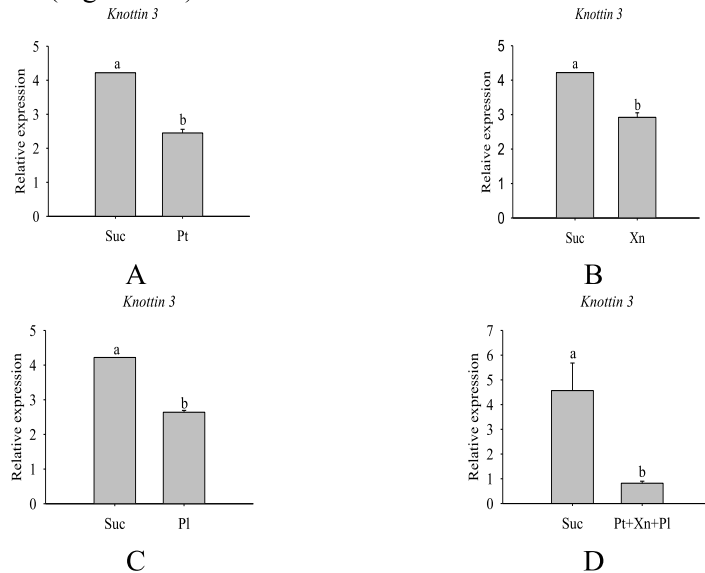 Knottin 3
5
4
3
2
1
0
Relative expression
a
b
Suc Pt
A
Knottin 3
5
4
3
2
1
0
Relaive expression
a
b
Suc Xn
B
Knottin 3
5
4
3
2
1
0
Relative expression
a
b
Suc Pl
C
Knottin 3
7
6
5
4
3
2
1
0
Relative expression
a
b
Suc Pt+Xn+Pl
D